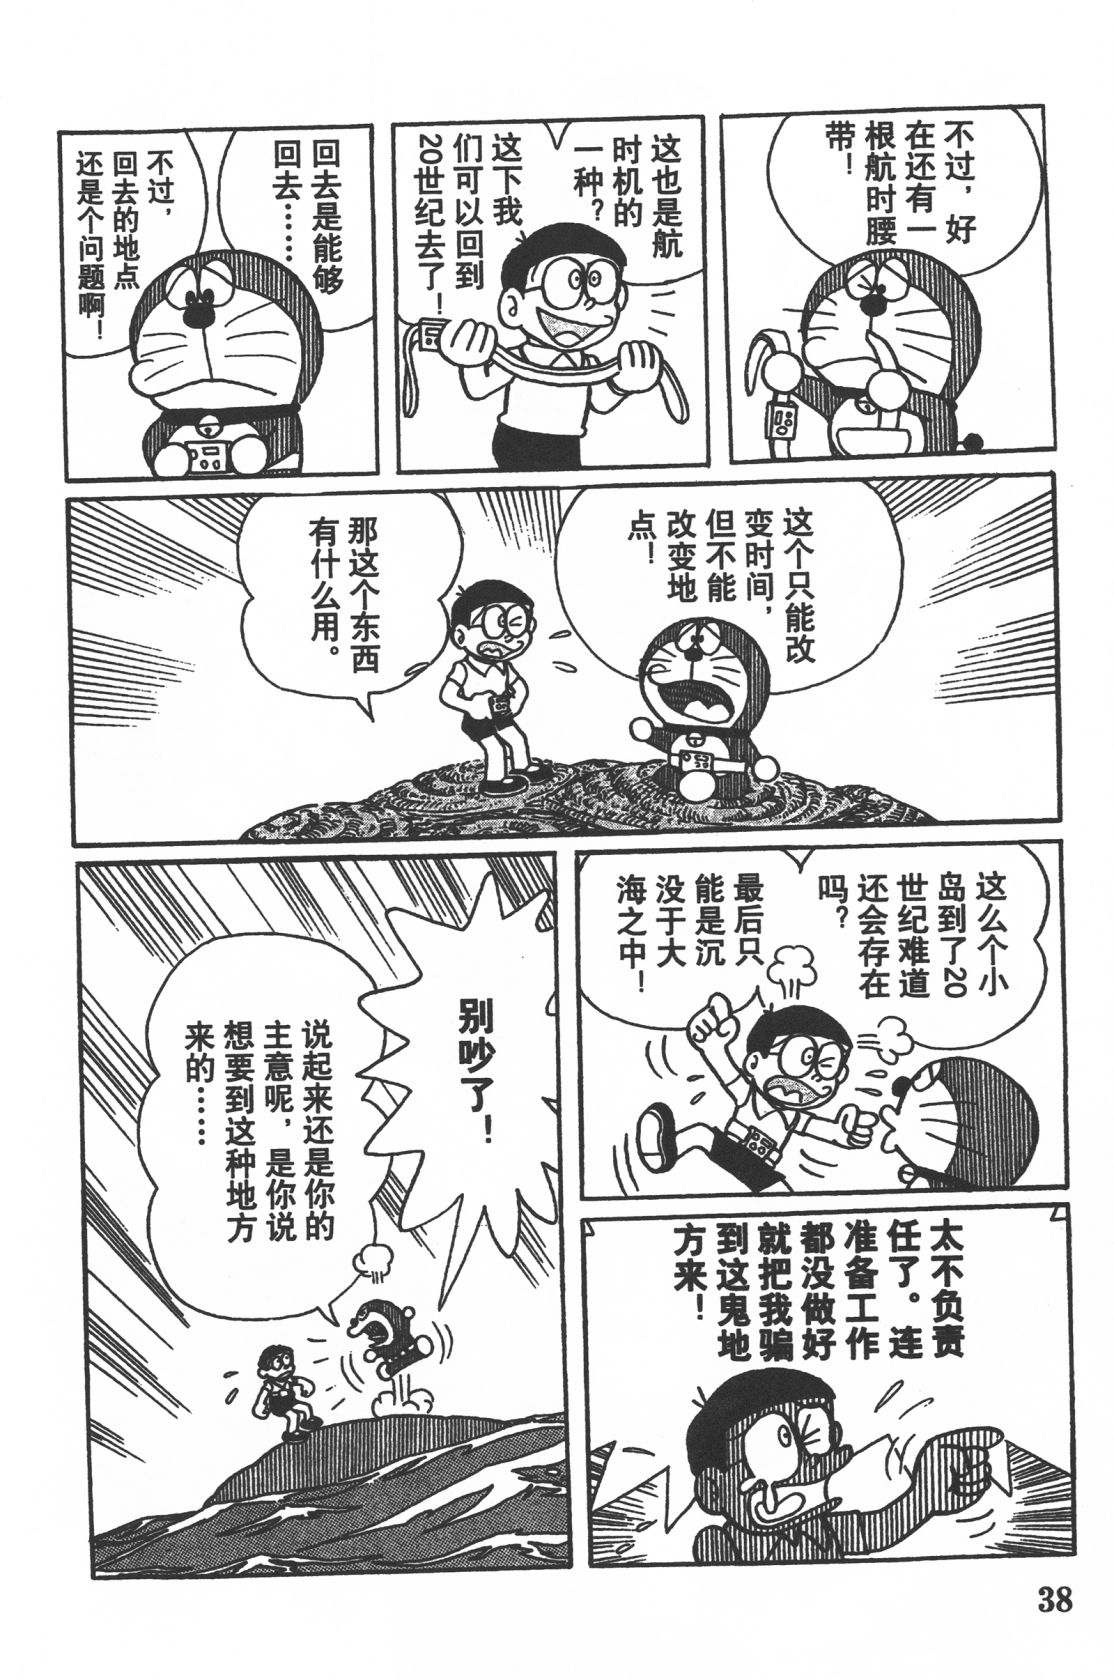 不过，好
在还有一
根航时腰
带！
这也是航
时机的
一种？
这下我
们可以回到
20世纪去了！
回去是能够
回去……
不过，
回去的地点
还是个问题啊！
这个只能改
变时间，
但不能
改变地
点！
那这个东西
有什么用。
这么个小
岛到了20
世纪难道
还会存在
吗？
最后只
能是沉
没于大
海之中！
太不负责
任了。连
准备工作
都没做好
就把我骗
到这鬼地
方来！
别吵了！
说起来还是你的
主意呢，是你说
想要到这种地方
来的……
38